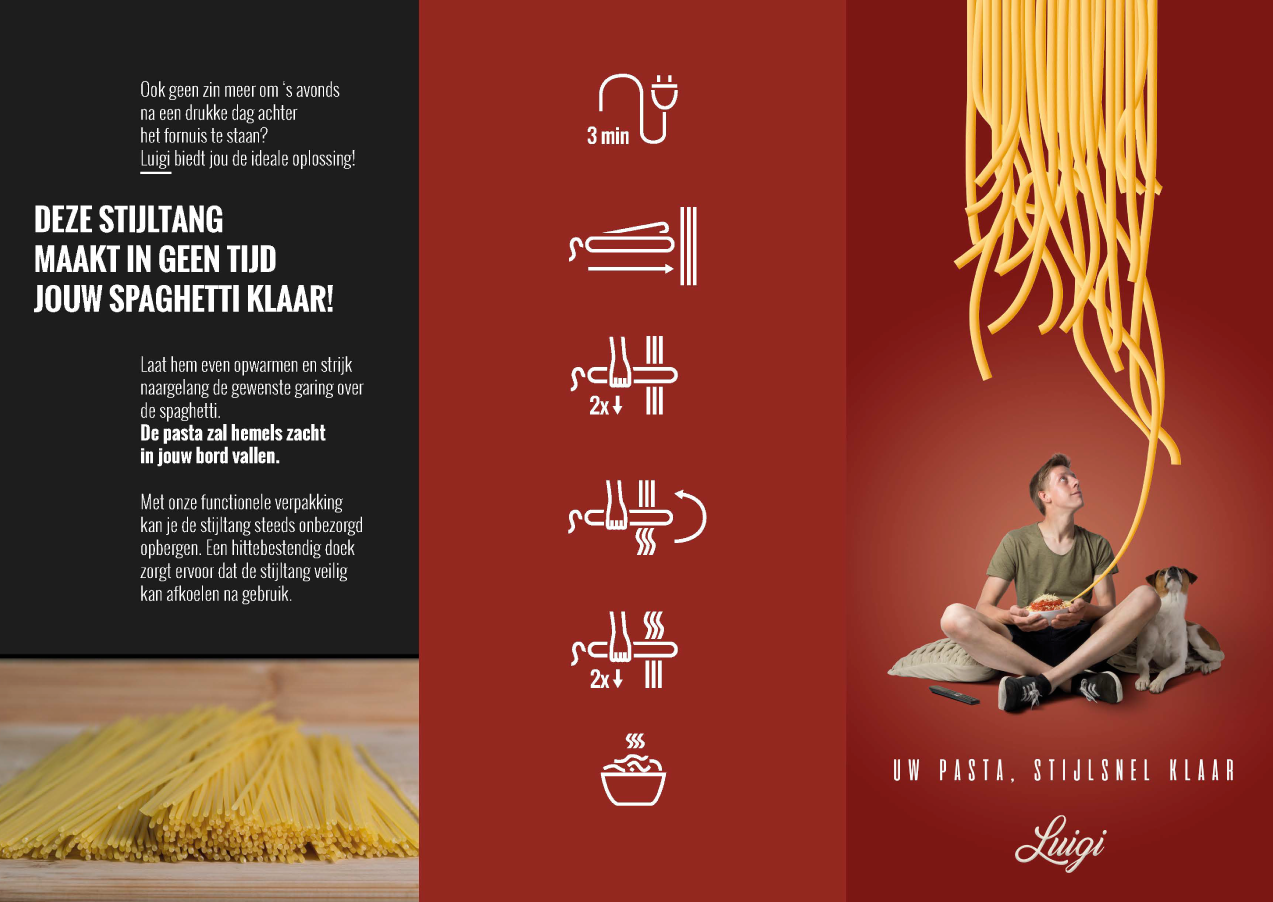 Ook geen zin meer om ‘s avonds
na een drukke dag achter
het fornuis te staan?
Luigi biedt jou de ideale oplossing!
DEZE STIJLTANG
MAAKT IN GEEN TIJD
JOUW SPAGHETTI KLAAR!
Laat hem even opwarmen en strijk
naargelang de gewenste garing over
de spaghetti.
De pasta zal hemels zacht
in jouw bord vallen.
Met onze functionele verpakking
kan je de stijltang steeds onbezorgd
opbergen. Een hittebestendig doek
zorgt ervoor dat de stijltang veilig
kan afkoelen na gebruik.
3 min
2x
2x
UW PASTA, STIJLSNEL KLAAR
Luigi